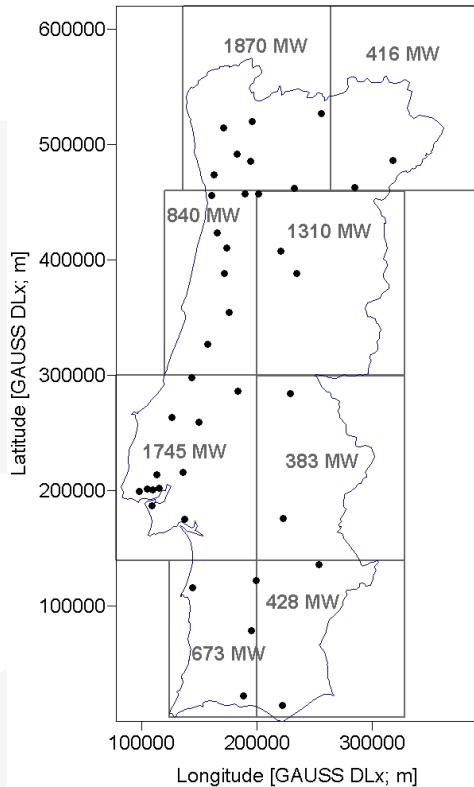 600000
1870 MW
416 MW
500000
840 MW
1310 MW
400000
Latitude [GAUSS DLx; m]
300000
1745 MW
383 MW
200000
428 MW
100000
673 MW
100000 200000 300000
Longitude [GAUSS DLx; m]